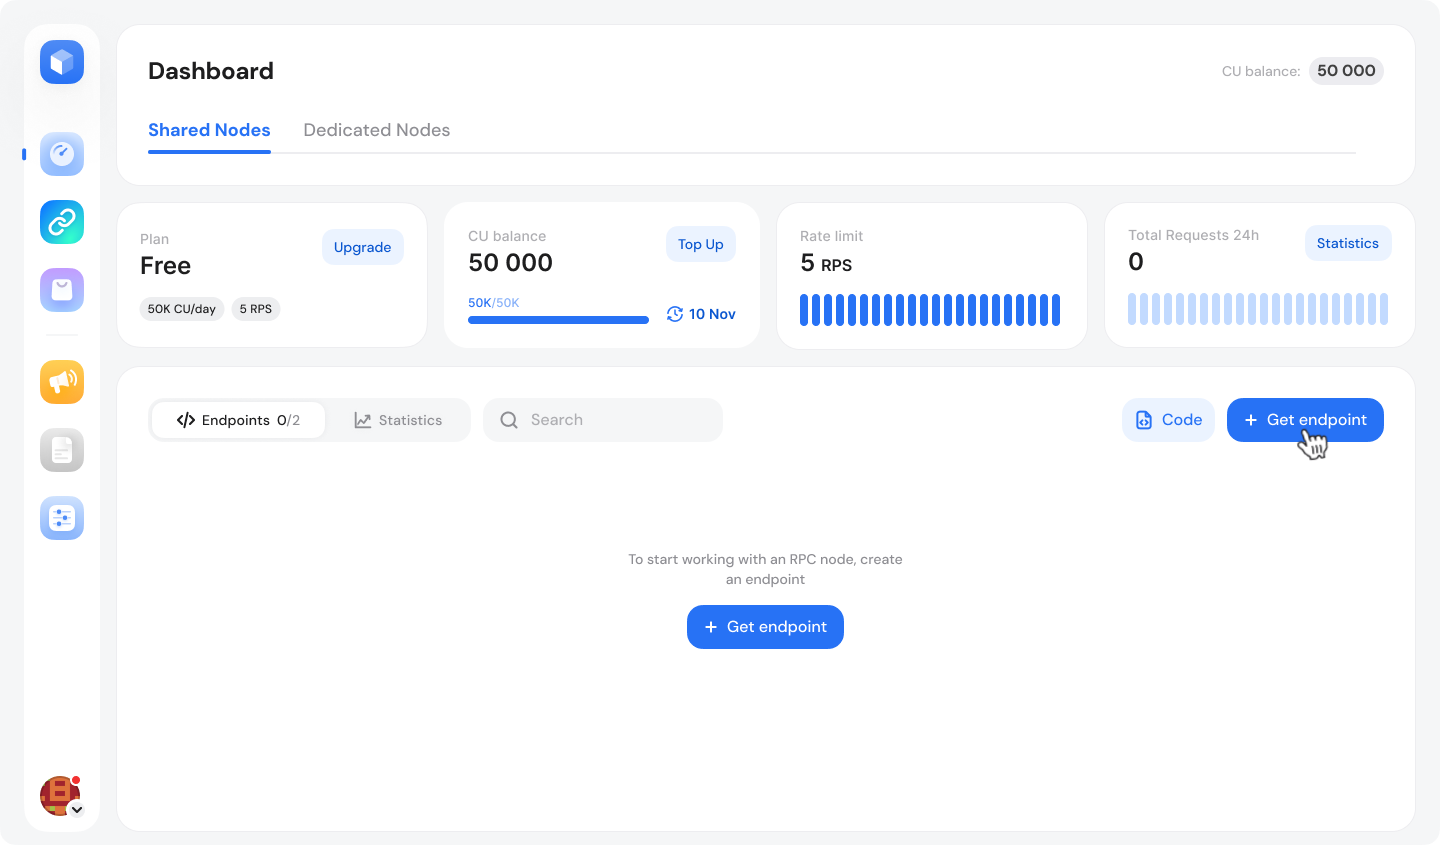 Dashboard
CU balance: 50 000
Shared Nodes Dedicated Nodes
Plan
Free
Upgrade
50K CU/day 5 RPS
CU balance
50 000
Top Up
50K/50K
10 Nov
Rate limit
5 RPS
Total Requests 24h
0
Statistics
Endpoints 0/2 Statistics Search
Code + Get endpoint
To start working with an RPC node, create
an endpoint
+ Get endpoint